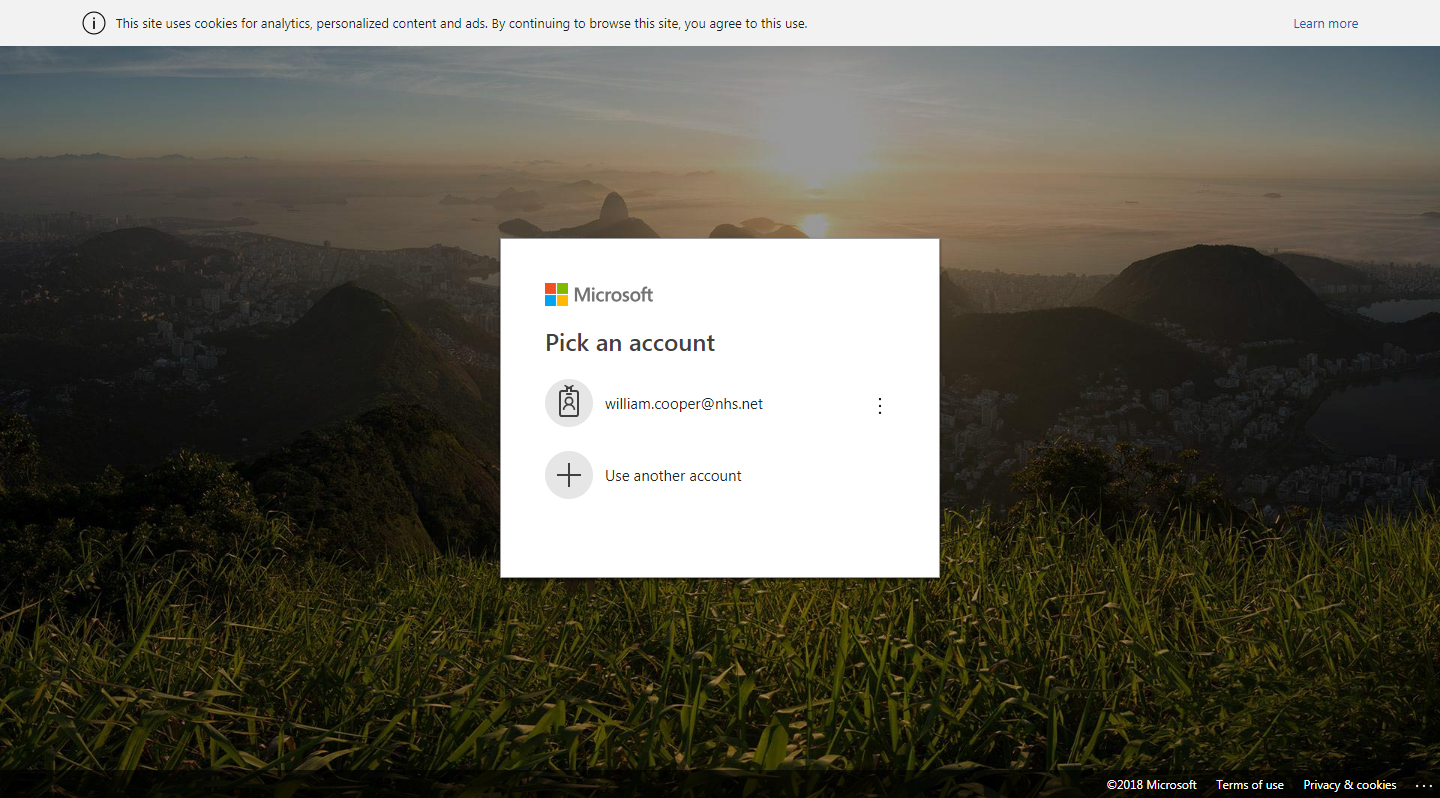 This site uses cookies for analytics, personalized content and ads. By continuing to browse this site, you agree to this use.
Learn more
Microsoft
Pick an account
william.cooper@nhs.net
Use another account
©2018 Microsoft
Terms of use
Privacy & cookies
...